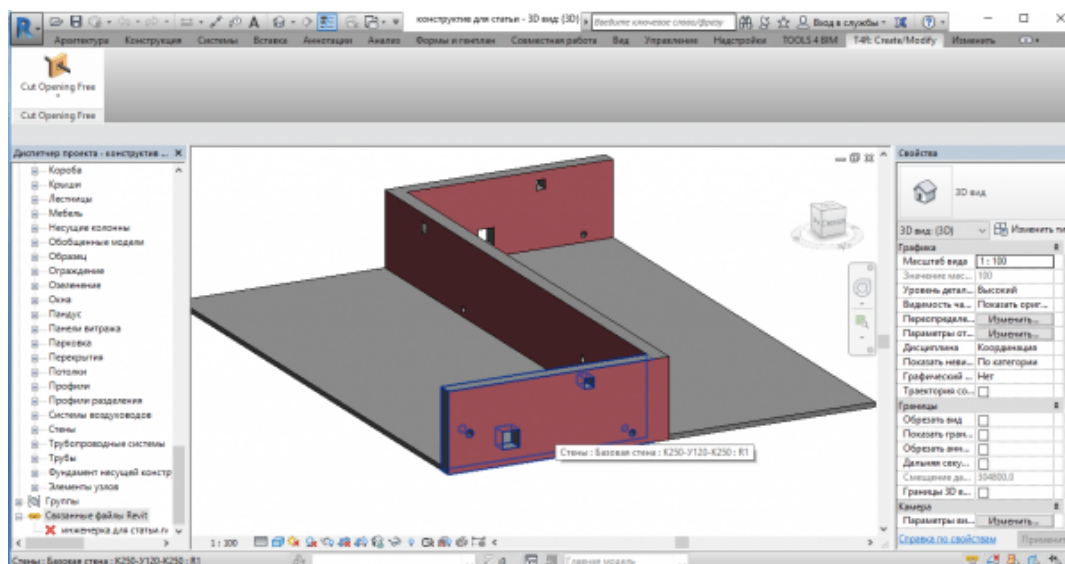 конструктив для статьи - 3D вид: {3D}
Введите ключевое слово/фразу
Вход в службы
Архитектура Конструкция Системы Вставка Аннотации Анализ Формы и генплан Совместная работа Вид Управление Надстройки TOOLS 4 BIM T4R: Create/Modify Изменить
Cut Opening Free
Cut Opening Free
Диспетчер проекта - конструктив ...
Короба
Крыши
Лестницы
Мебель
Несущие колонны
Обобщенные модели
Образец
Ограждение
Озеленение
Окна
Пандус
Панели витража
Парковка
Перекрытия
Потолки
Профили
Профили разделения
Системы воздуховодов
Стены
Трубопроводные системы
Трубы
Фундамент несущей констр
Элементы узлов
Группы
Связанные файлы Revit
инженерка для статьи.rv
Стены : Базовая стена : К250-У120-К250 : R1
1 : 100
Свойства
3D вид
3D вид: {3D}
Изменить ти
Графика
Масштаб вида 1 : 100
Значение мас... 100
Уровень детал... Высокий
Видимость ча... Показать ориг...
Переопределе... Изменить...
Параметры от... Изменить...
Дисциплина Координация
Показать неви... По категории
Графический ... Нет
Траектория со...
Границы
Обрезать вид
Показать гран...
Обрезать анн...
Дальняя секу...
Смещение да... 304800.0
Границы 3D в...
Камера
Параметры ви... Изменить...
Справка по свойствам
Применить
Стены : Базовая стена : К250-У120-К250 : R1
Главная модель